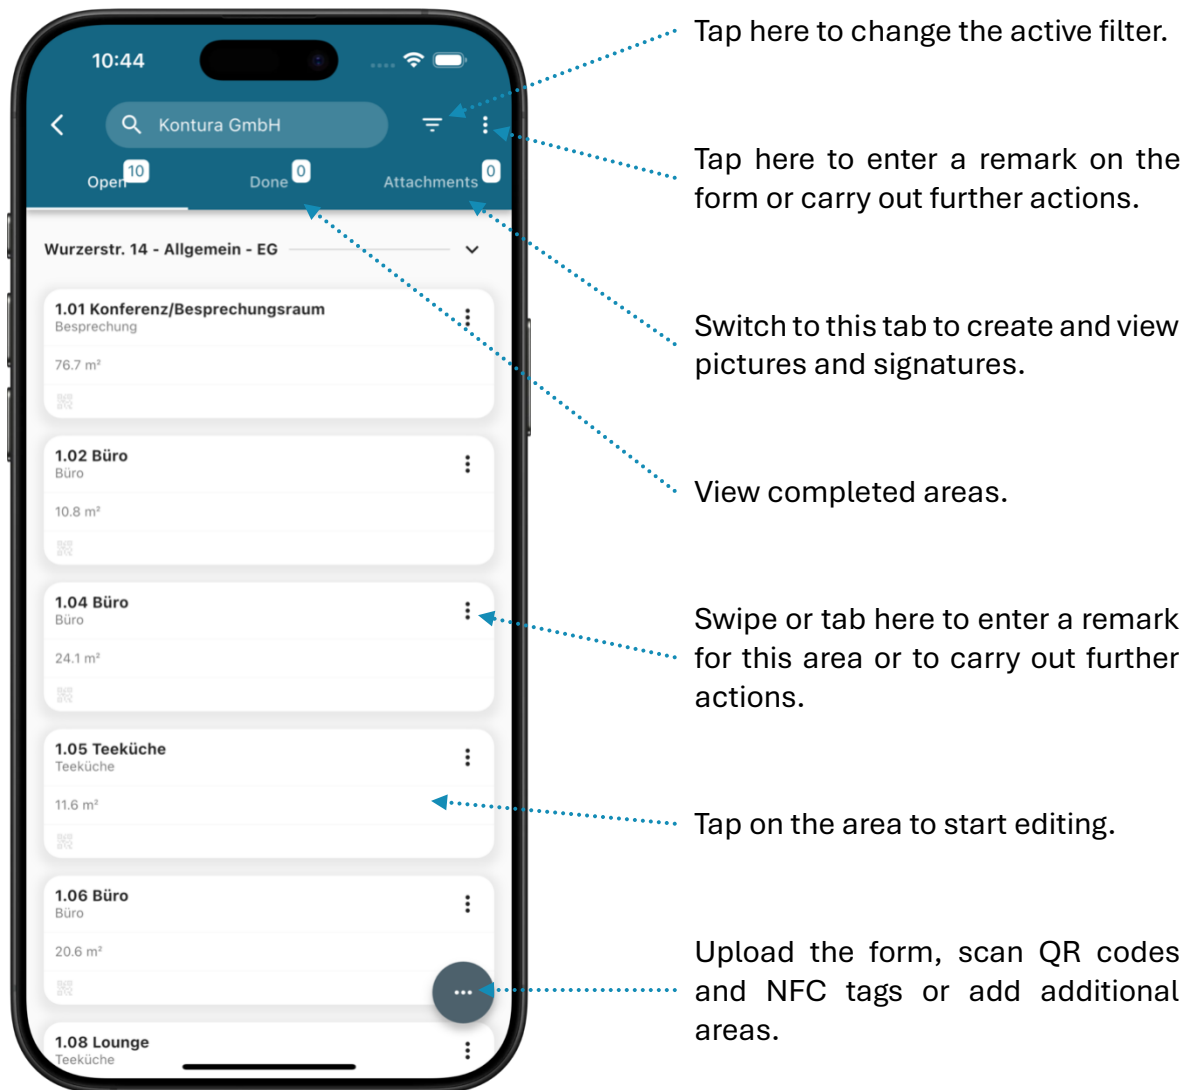 10:44
Kontura GmbH
Open 10
Done 0
Attachments 0
Wurzerstr. 14 - Allgemein - EG
1.01 Konferenz/Besprechungsraum
Besprechung
76.7 m²
1.02 Büro
Büro
10.8 m²
1.04 Büro
Büro
24.1 m²
1.05 Teeküche
Teeküche
11.6 m²
1.06 Büro
Büro
20.6 m²
1.08 Lounge
Teeküche
Tap here to change the active filter.
Tap here to enter a remark on the
form or carry out further actions.
Switch to this tab to create and view
pictures and signatures.
View completed areas.
Swipe or tab here to enter a remark
for this area or to carry out further
actions.
Tap on the area to start editing.
Upload the form, scan QR codes
and NFC tags or add additional
areas.